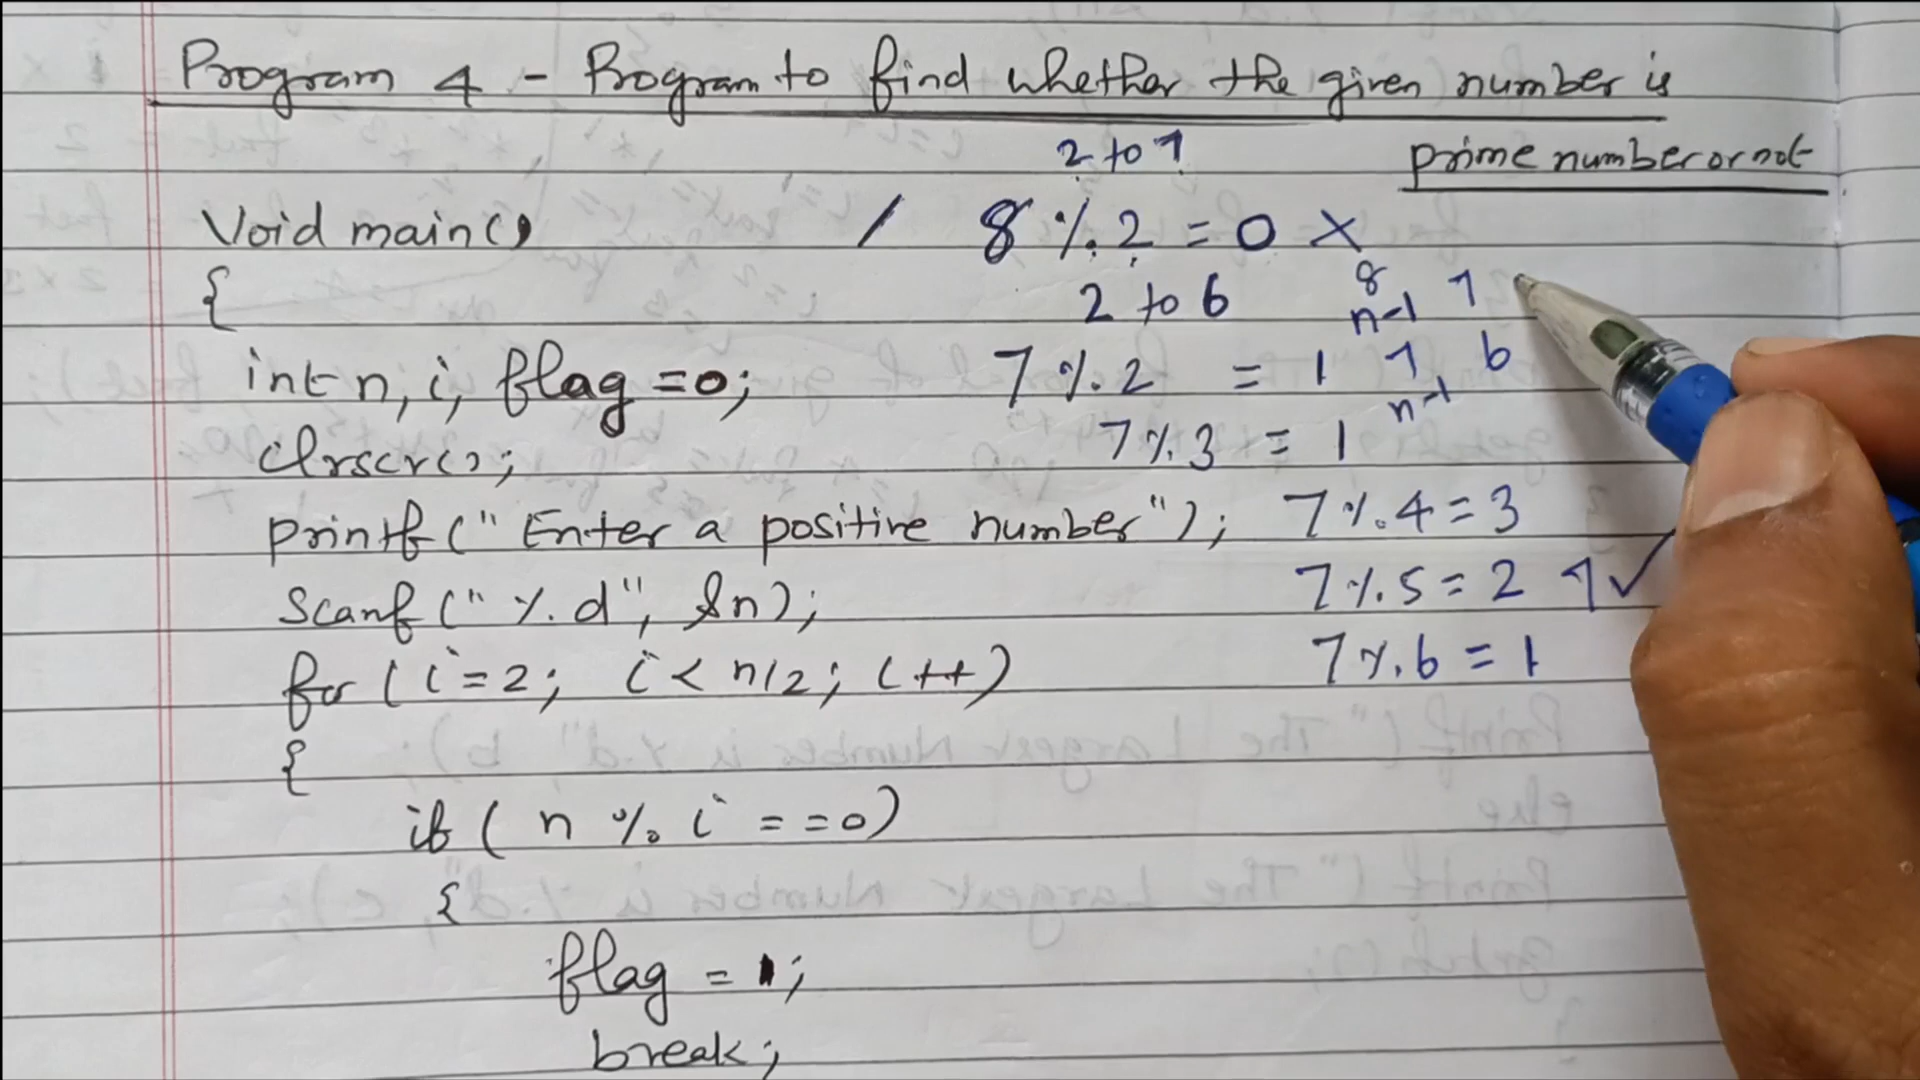 Program 4 - Program to find whether the given number is
prime number or not
2 to 7
Void main() / 8 % 2 = 0 ×
{ 2 to 6 8 n-1 7
int n, i, flag = 0; 7 % 2 = 1 7 n-1 6
clrscr(); 7 % 3 = 1
printf (" Enter a positive number"); 7 % 4 = 3
Scanf (" %d", &n); 7 % 5 = 2 7 ✓
for ( i = 2; i < n/2; i ++) 7 % 6 = 1
{
if ( n % i = = 0)
{
flag = 1;
break;